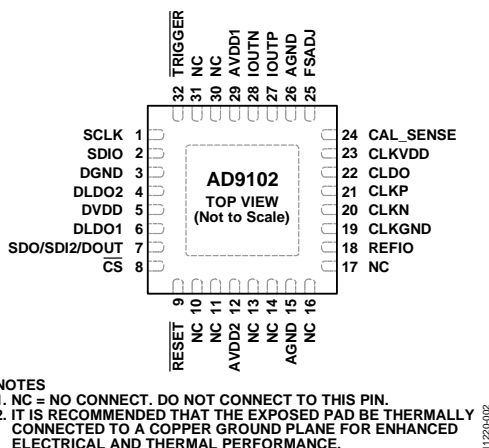 TRIGGER
NC
NC
AVDD1
IOUTN
IOUTP
AGND
FSADJ
32 31 30 29 28 27 26 25
SCLK 1
SDIO 2
DGND 3
DLDO2 4
DVDD 5
DLDO1 6
SDO/SDI2/DOUT 7
CS 8
AD9102
TOP VIEW
(Not to Scale)
24 CAL_SENSE
23 CLKVDD
22 CLDO
21 CLKP
20 CLKN
19 CLKGND
18 REFIO
17 NC
9 10 11 12 13 14 15 16
RESET
NC
NC
AVDD2
NC
NC
AGND
NC
NOTES
1. NC = NO CONNECT. DO NOT CONNECT TO THIS PIN.
2. IT IS RECOMMENDED THAT THE EXPOSED PAD BE THERMALLY
CONNECTED TO A COPPER GROUND PLANE FOR ENHANCED
ELECTRICAL AND THERMAL PERFORMANCE.
11220-002